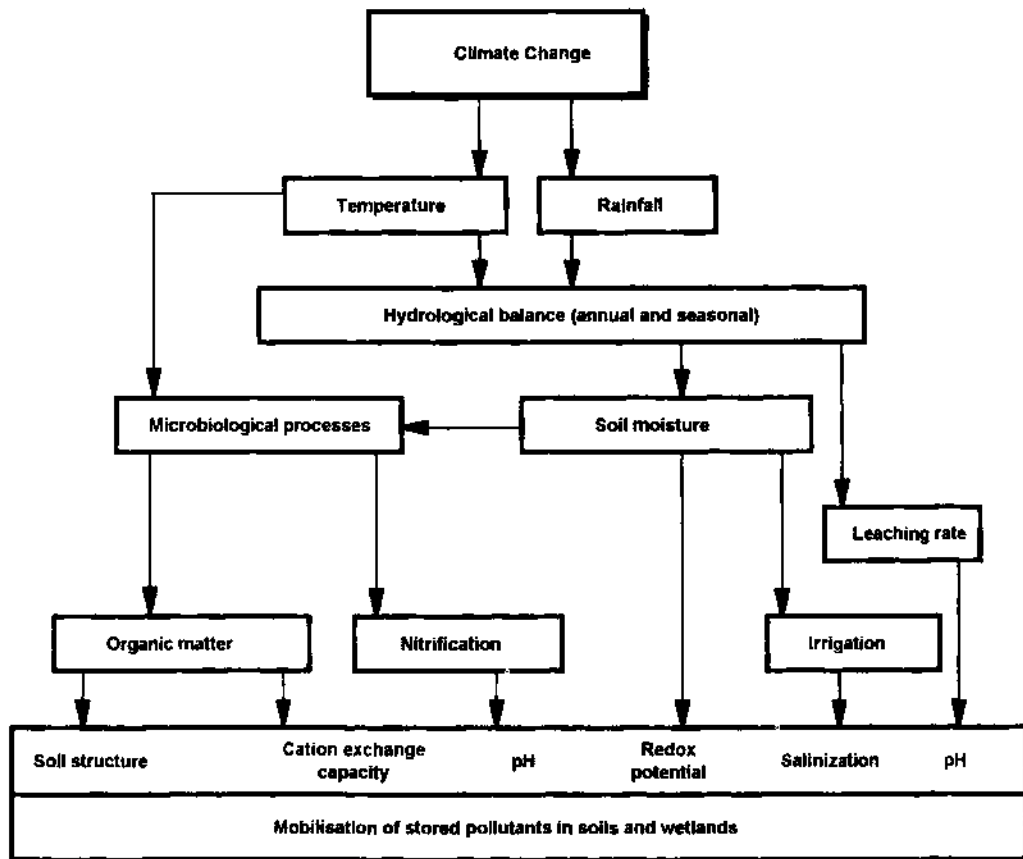 Climate Change
Temperature
Rainfall
Hydrological balance (annual and seasonal)
Microbiological processes
Soil moisture
Leaching rate
Organic matter
Nitrification
Irrigation
Soil structure
Cation exchange
capacity
pH
Redox
potential
Salinization
pH
Mobilisation of stored pollutants in soils and wetlands